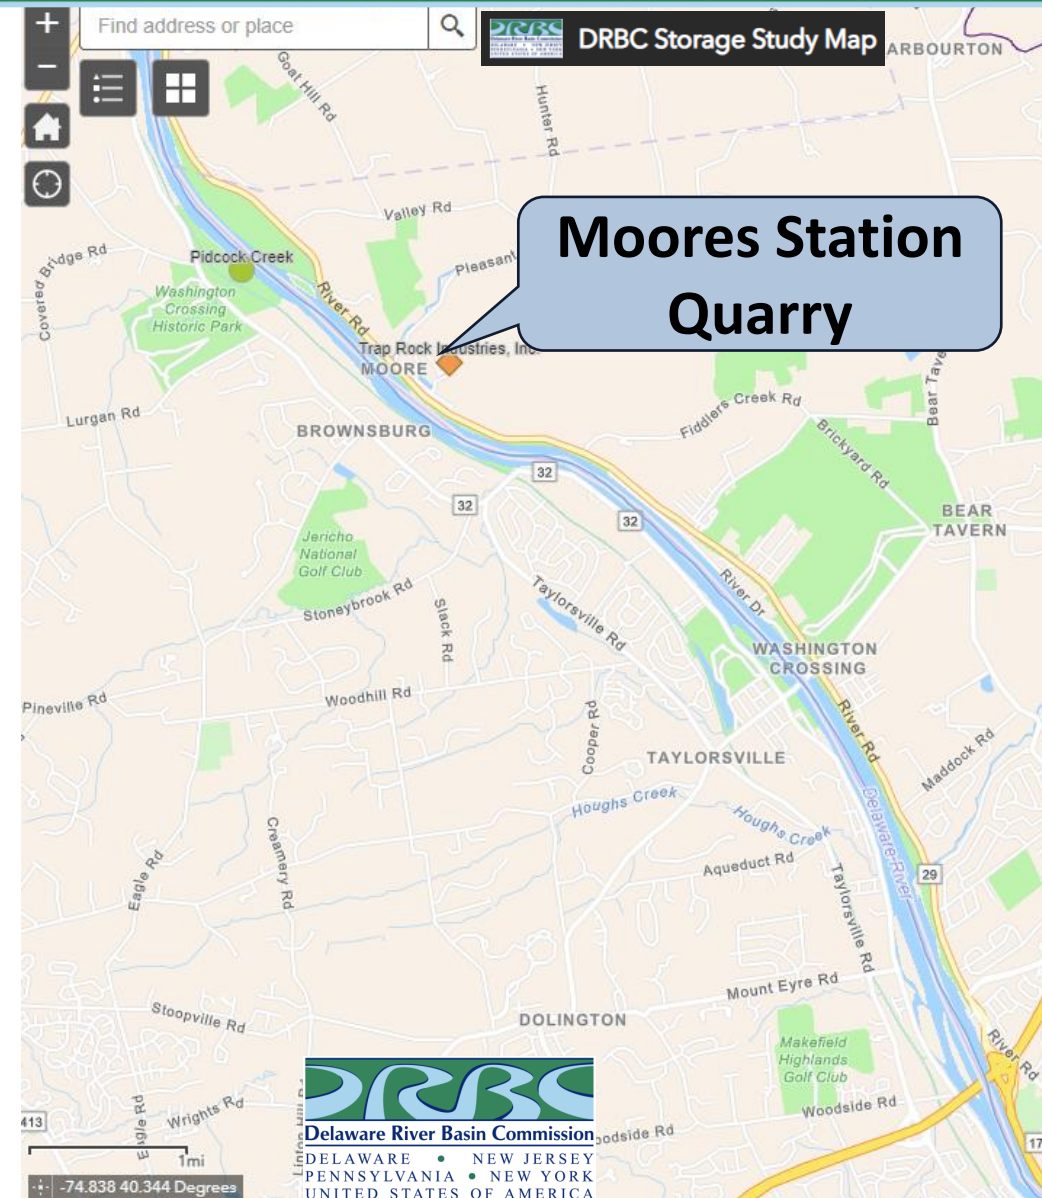 +
Find address or place
DRBC Storage Study Map
ARBOURTON
−
Goat Hill Rd
Hunter Rd
Valley Rd
Moores Station
Quarry
Covered Bridge Rd
Pidcock Creek
Pleasant
Washington
Crossing
Historic Park
River Rd
Trap Rock Industries, Inc.
MOORE
Bear Tave
Lurgan Rd
Fiddlers Creek Rd
BROWNSBURG
Brickyard Rd
32
32
32
BEAR
TAVERN
Jericho
National
Golf Club
Stoneybrook Rd
Slack Rd
Taylorsville Rd
River Dr
WASHINGTON
CROSSING
Pineville Rd
Woodhill Rd
Cooper Rd
River Rd
TAYLORSVILLE
Maddock Rd
Houghs Creek
Houghs Creek
Delaware River
Creamery Rd
Eagle Rd
Aqueduct Rd
29
Taylorsville Rd
Mount Eyre Rd
Stoopville Rd
DOLINGTON
Makefield
Highlands
Golf Club
River Rd
Woodside Rd
413
Eagle Rd
Wrights Rd
oodside Rd
17
1mi
-74.838 40.344 Degrees
DRBC
Delaware River Basin Commission
DELAWARE • NEW JERSEY
PENNSYLVANIA • NEW YORK
UNITED STATES OF AMERICA